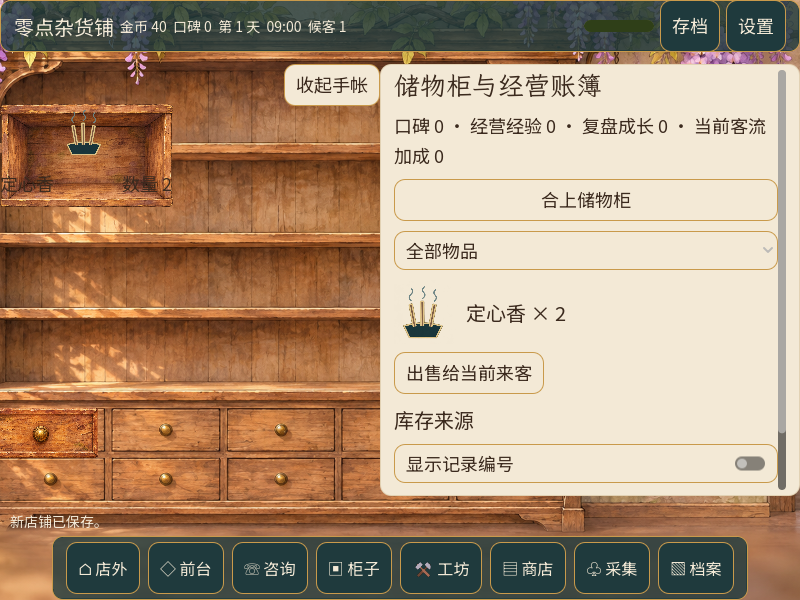 零点杂货铺 金币 40 口碑 0 第 1 天 09:00 候客 1
存档
设置
收起手帐
储物柜与经营账簿
口碑 0 • 经营经验 0 • 复盘成长 0 • 当前客流
加成 0
合上储物柜
全部物品
定心香 × 2
出售给当前来客
库存来源
显示记录编号
定心香 数量 2
新店铺已保存。
店外
前台
咨询
柜子
工坊
商店
采集
档案